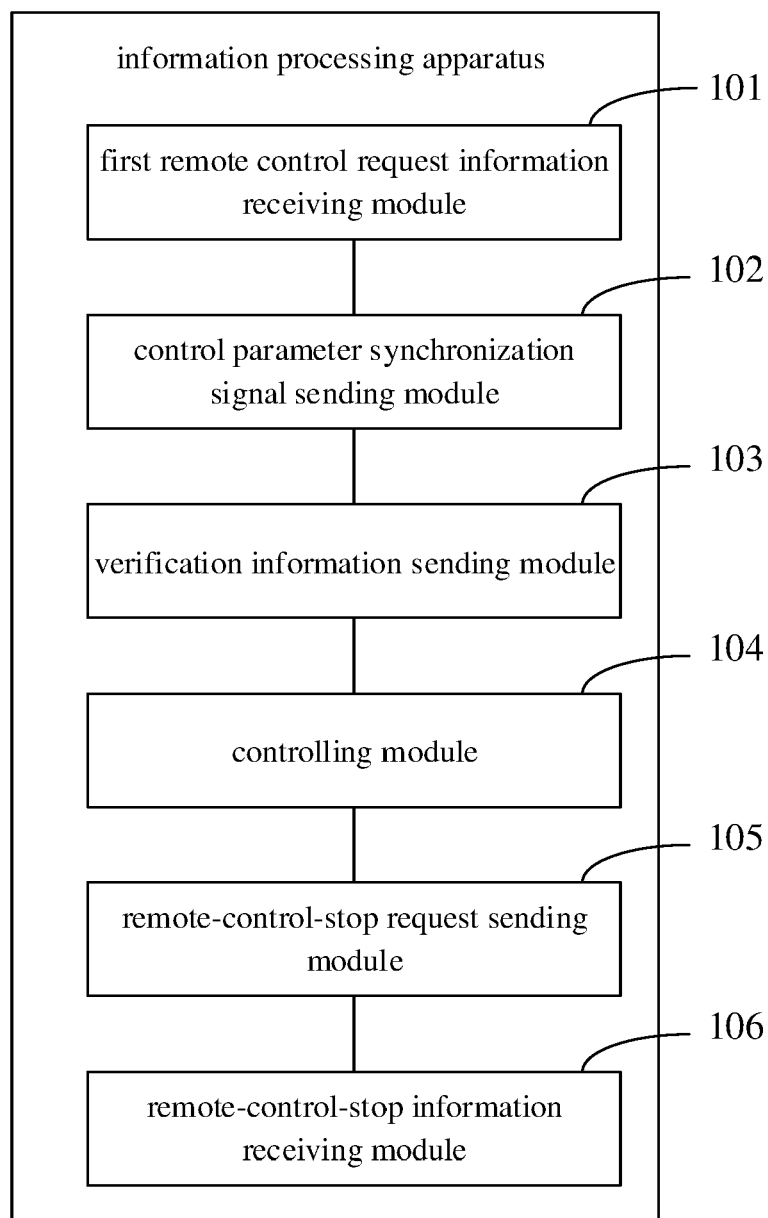 information processing apparatus
101
first remote control request information
receiving module
102
control parameter synchronization
signal sending module
103
verification information sending module
104
controlling module
105
remote-control-stop request sending
module
106
remote-control-stop information
receiving module